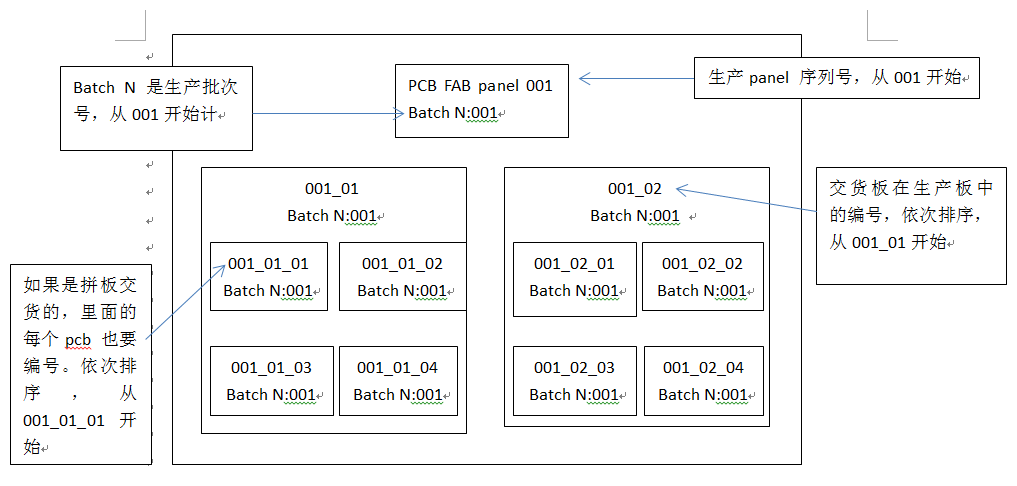 Batch N 是生产批次
号，从 001 开始计
PCB FAB panel 001
Batch N:001
生产 panel 序列号，从 001 开始
001_01
Batch N:001
001_02
Batch N:001
交货板在生产板中
的编号，依次排序，
从 001_01 开始
001_01_01
Batch N:001
001_01_02
Batch N:001
001_02_01
Batch N:001
001_02_02
Batch N:001
如果是拼板交
货的，里面的
每个 pcb 也要
编号。依次排
序，从
001_01_01 开
始
001_01_03
Batch N:001
001_01_04
Batch N:001
001_02_03
Batch N:001
001_02_04
Batch N:001